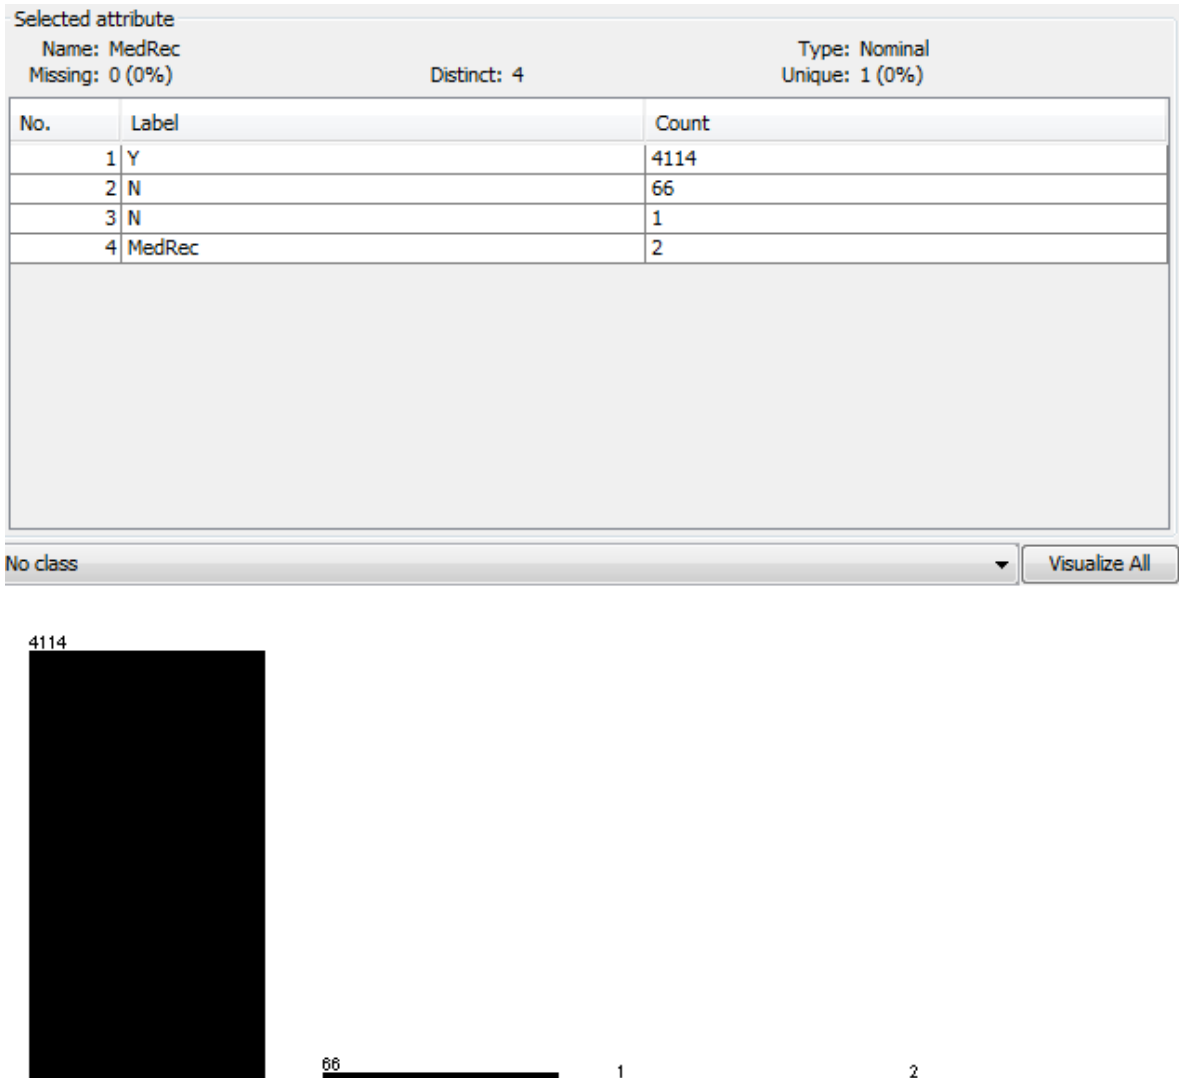 Selected attribute
Name: MedRec Type: Nominal
Missing: 0 (0%) Distinct: 4 Unique: 1 (0%)
No. Label Count
1 Y 4114
2 N 66
3 N 1
4 MedRec 2
No class Visualize All
4114
66 1 2